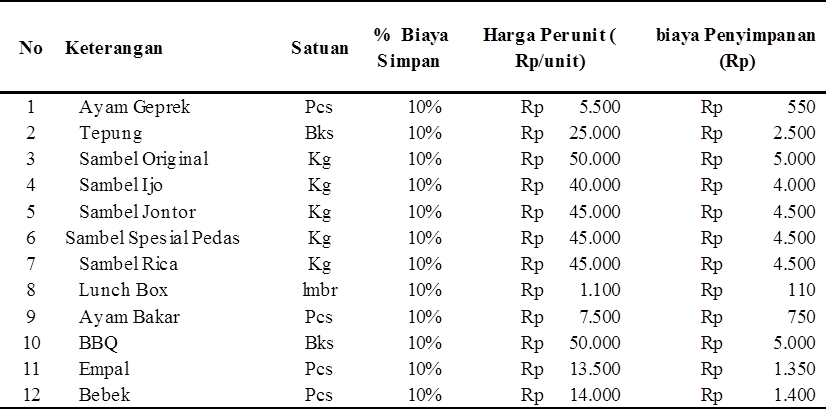 No Keterangan Satuan % Biaya Simpan Harga Perunit ( Rp/unit) biaya Penyimpanan (Rp)
1 Ayam Geprek Pcs 10% Rp 5.500 Rp 550
2 Tepung Bks 10% Rp 25.000 Rp 2.500
3 Sambel Original Kg 10% Rp 50.000 Rp 5.000
4 Sambel Ijo Kg 10% Rp 40.000 Rp 4.000
5 Sambel Jontor Kg 10% Rp 45.000 Rp 4.500
6 Sambel Spesial Pedas Kg 10% Rp 45.000 Rp 4.500
7 Sambel Rica Kg 10% Rp 45.000 Rp 4.500
8 Lunch Box lmbr 10% Rp 1.100 Rp 110
9 Ayam Bakar Pcs 10% Rp 7.500 Rp 750
10 BBQ Bks 10% Rp 50.000 Rp 5.000
11 Empal Pcs 10% Rp 13.500 Rp 1.350
12 Bebek Pcs 10% Rp 14.000 Rp 1.400